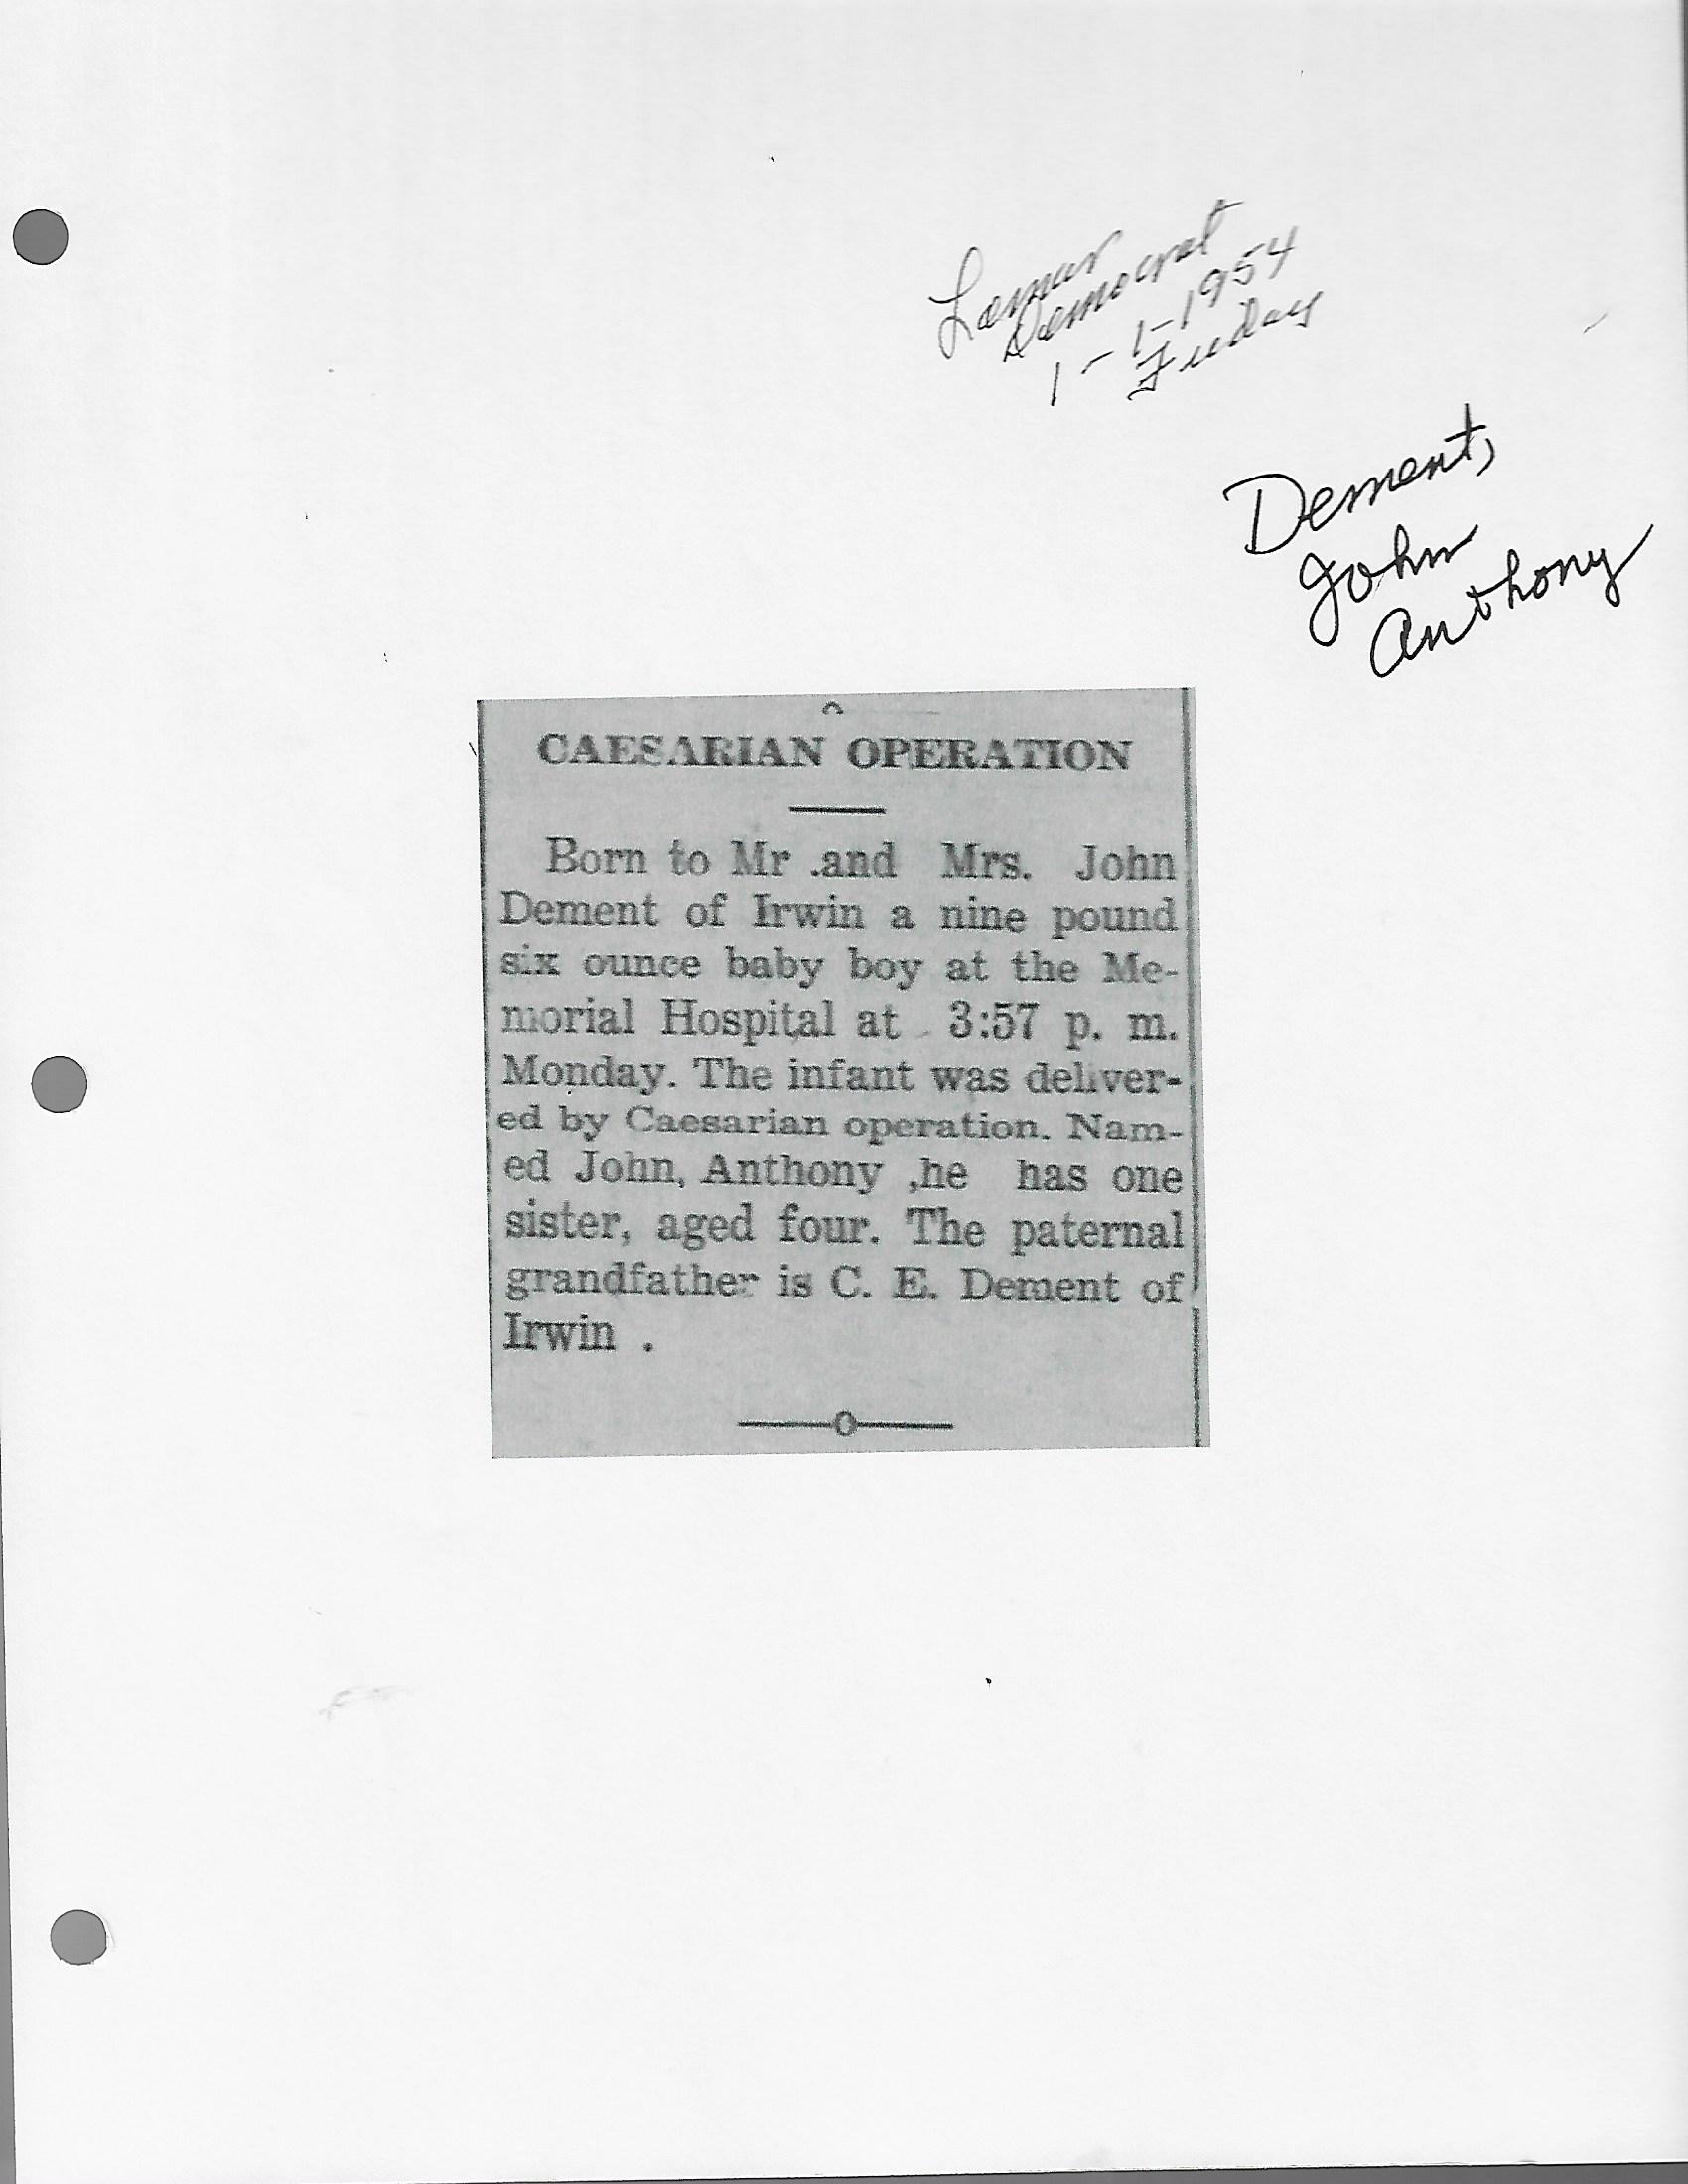 Lamar
Democrat
1-1-1954
Friday
Dement,
John
Anthony
CAESARIAN OPERATION
Born to Mr .and Mrs. John
Dement of Irwin a nine pound
six ounce baby boy at the Me-
morial Hospital at 3:57 p. m.
Monday. The infant was deliver-
ed by Caesarian operation. Nam-
ed John, Anthony ,he has one
sister, aged four. The paternal
grandfather is C. E. Dement of
Irwin .